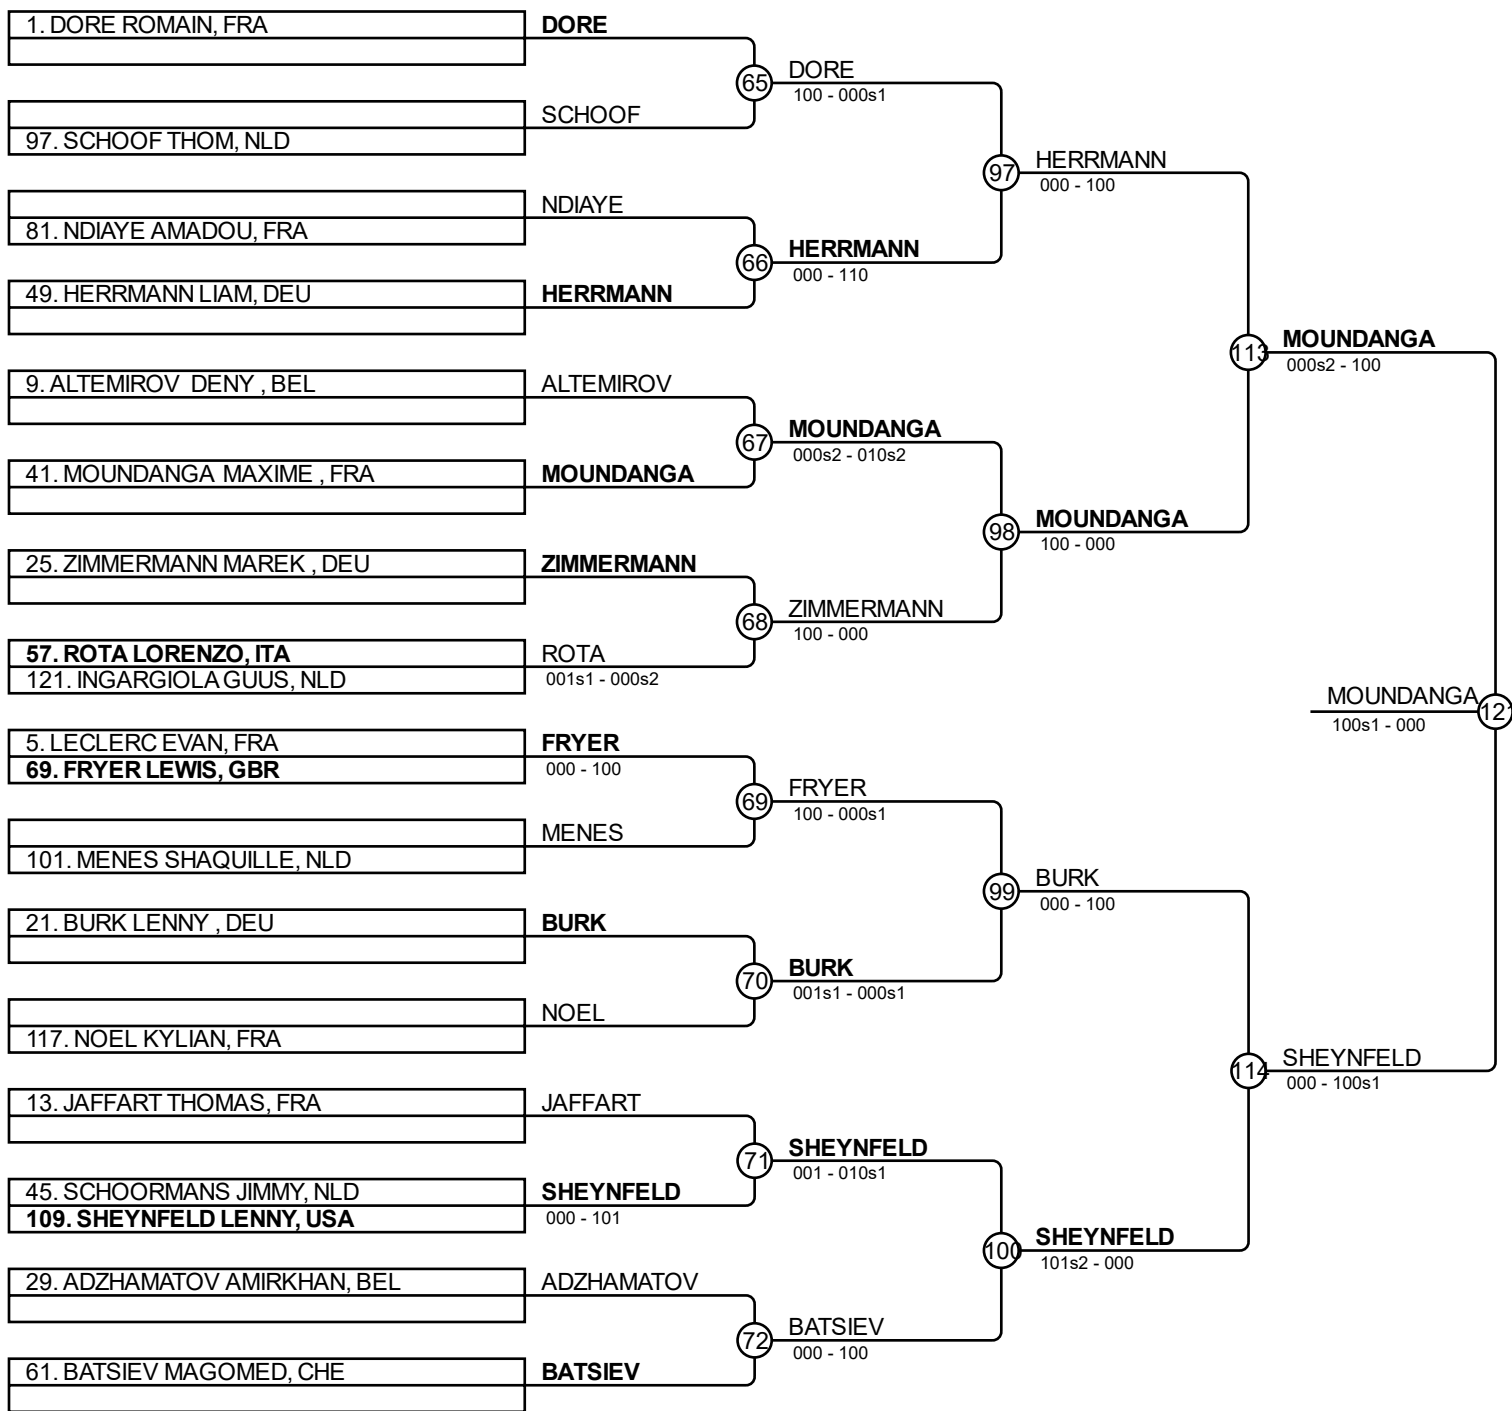 1. DORE ROMAIN, FRA
DORE
65
DORE
100 - 000s1
SCHOOF
97. SCHOOF THOM, NLD
97
HERRMANN
000 - 100
NDIAYE
81. NDIAYE AMADOU, FRA
66
HERRMANN
000 - 110
49. HERRMANN LIAM, DEU
HERRMANN
113
MOUNDANGA
000s2 - 100
9. ALTEMIROV  DENY , BEL
ALTEMIROV
67
MOUNDANGA
000s2 - 010s2
41. MOUNDANGA  MAXIME , FRA
MOUNDANGA
98
MOUNDANGA
100 - 000
25. ZIMMERMANN MAREK , DEU
ZIMMERMANN
68
ZIMMERMANN
100 - 000
57. ROTA LORENZO, ITA
ROTA
001s1 - 000s2
121. INGARGIOLA GUUS, NLD
MOUNDANGA
100s1 - 000
121
5. LECLERC EVAN, FRA
FRYER
000 - 100
69. FRYER LEWIS, GBR
69
FRYER
100 - 000s1
MENES
101. MENES SHAQUILLE, NLD
99
BURK
000 - 100
21. BURK LENNY , DEU
BURK
70
BURK
001s1 - 000s1
NOEL
117. NOEL KYLIAN, FRA
114
SHEYNFELD
000 - 100s1
13. JAFFART THOMAS, FRA
JAFFART
71
SHEYNFELD
001 - 010s1
45. SCHOORMANS JIMMY, NLD
SHEYNFELD
000 - 101
109. SHEYNFELD LENNY, USA
100
SHEYNFELD
101s2 - 000
29. ADZHAMATOV AMIRKHAN, BEL
ADZHAMATOV
72
BATSIEV
000 - 100
61. BATSIEV MAGOMED, CHE
BATSIEV